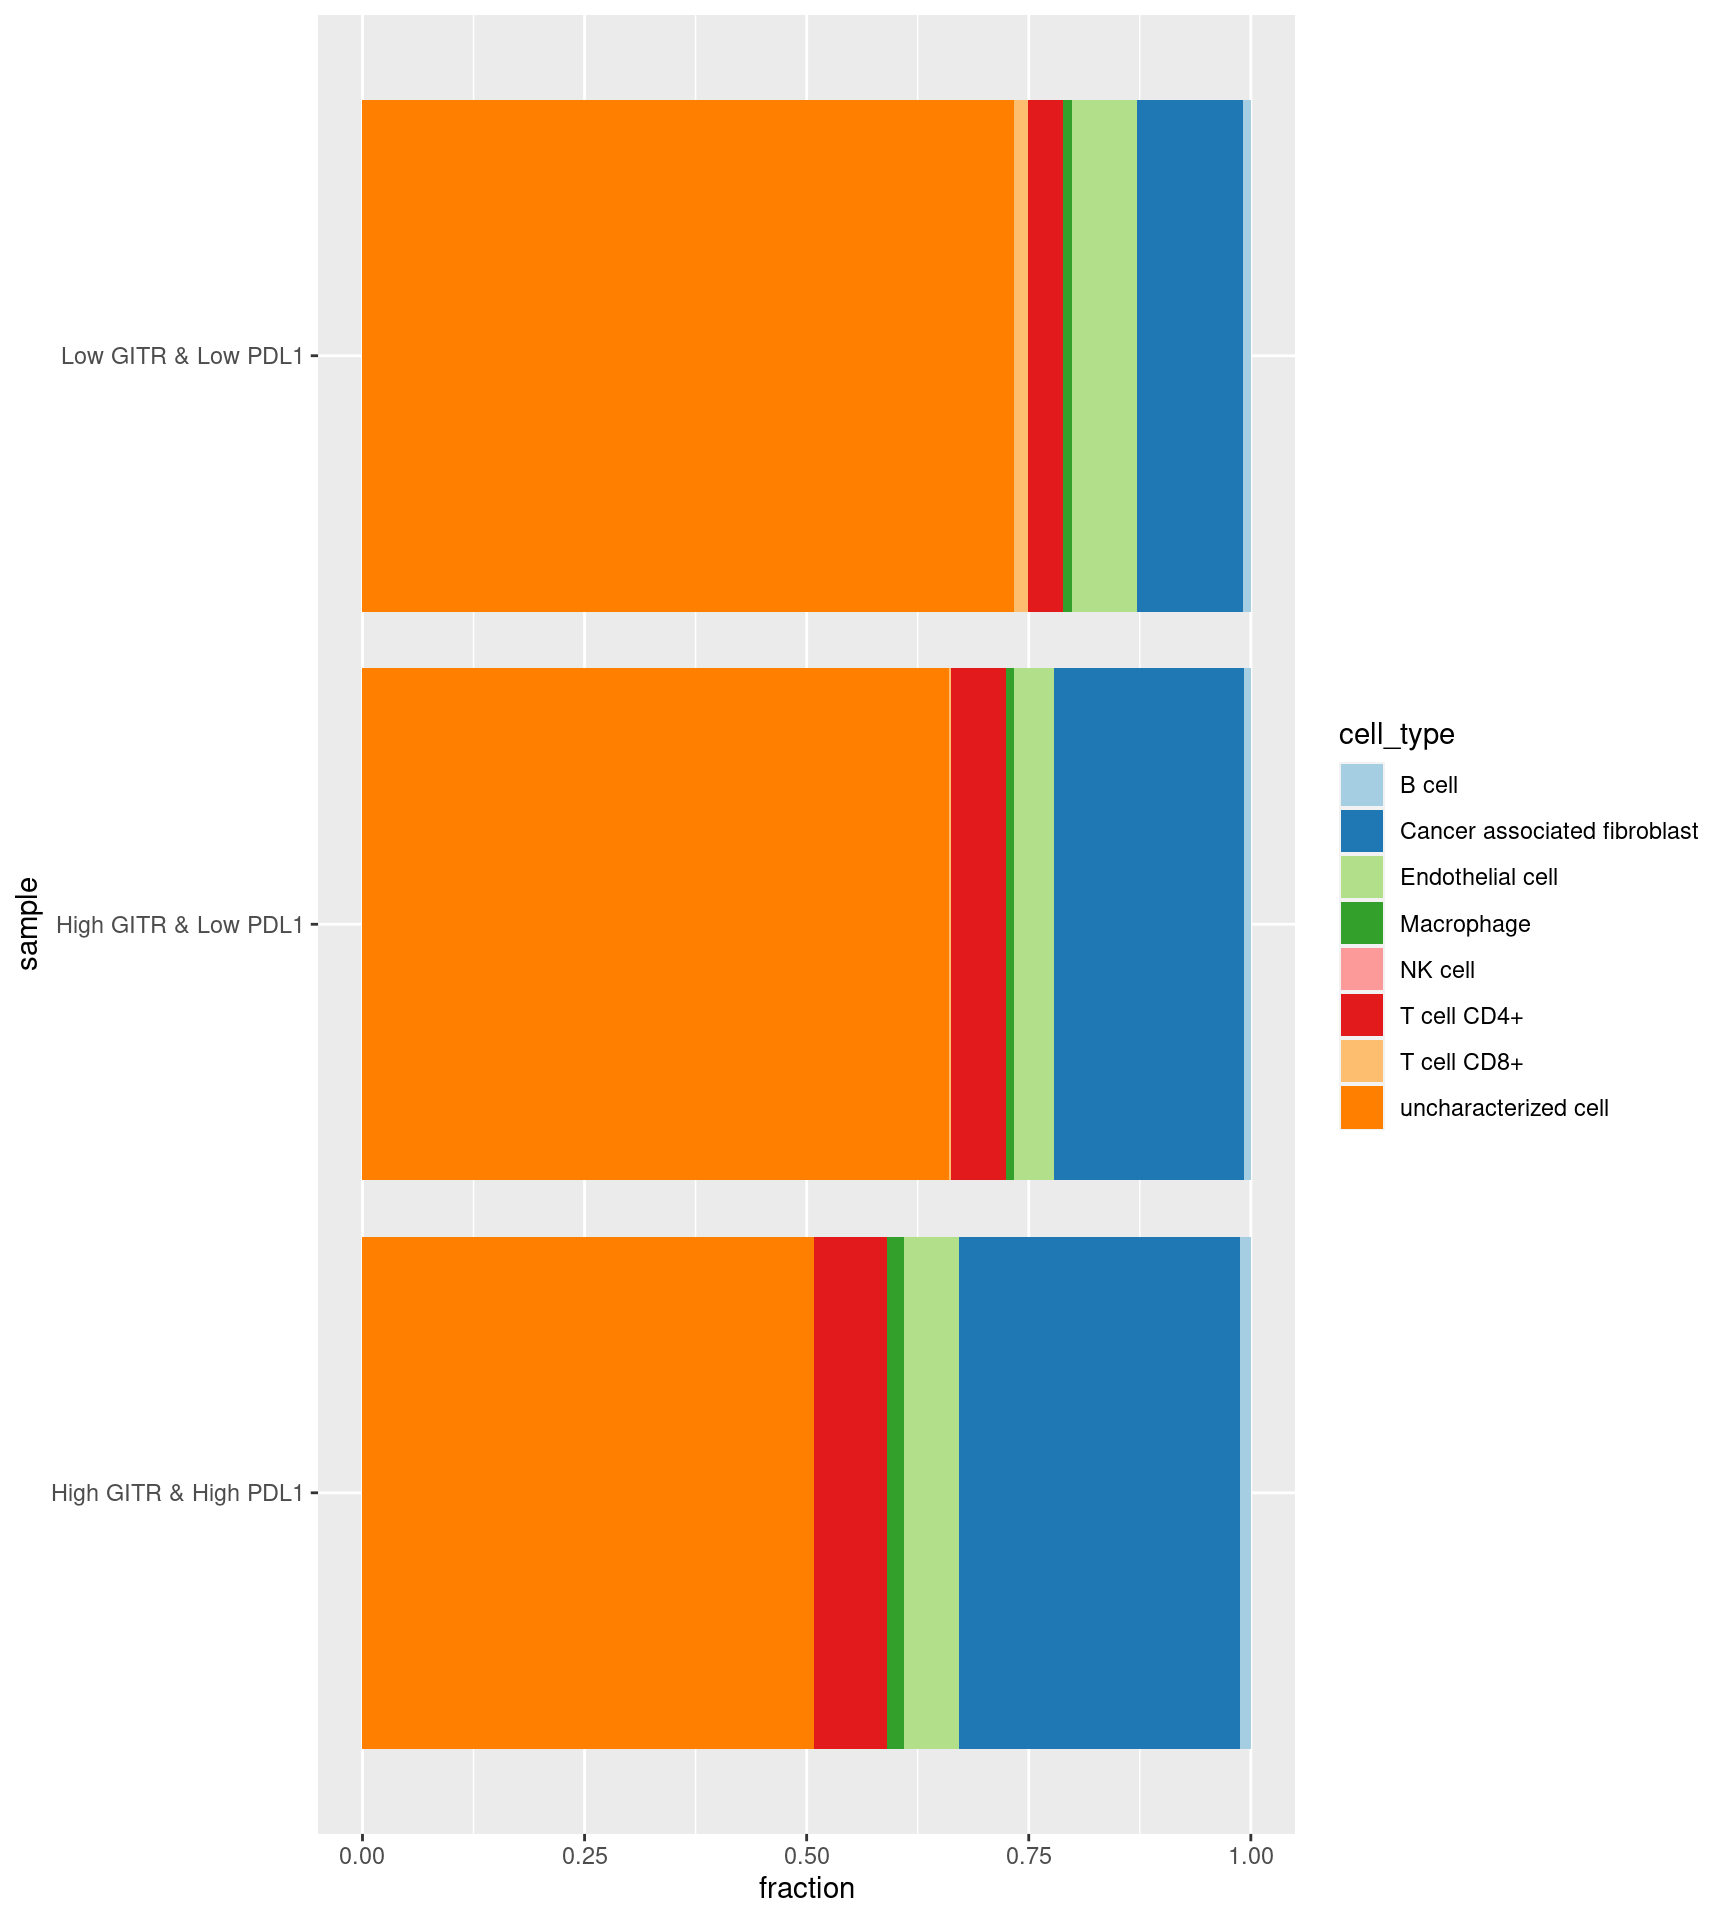 Low GITR & Low PDL1
High GITR & Low PDL1
High GITR & High PDL1
sample
0.00
0.25
0.50
0.75
1.00
fraction
cell_type
B cell
Cancer associated fibroblast
Endothelial cell
Macrophage
NK cell
T cell CD4+
T cell CD8+
uncharacterized cell